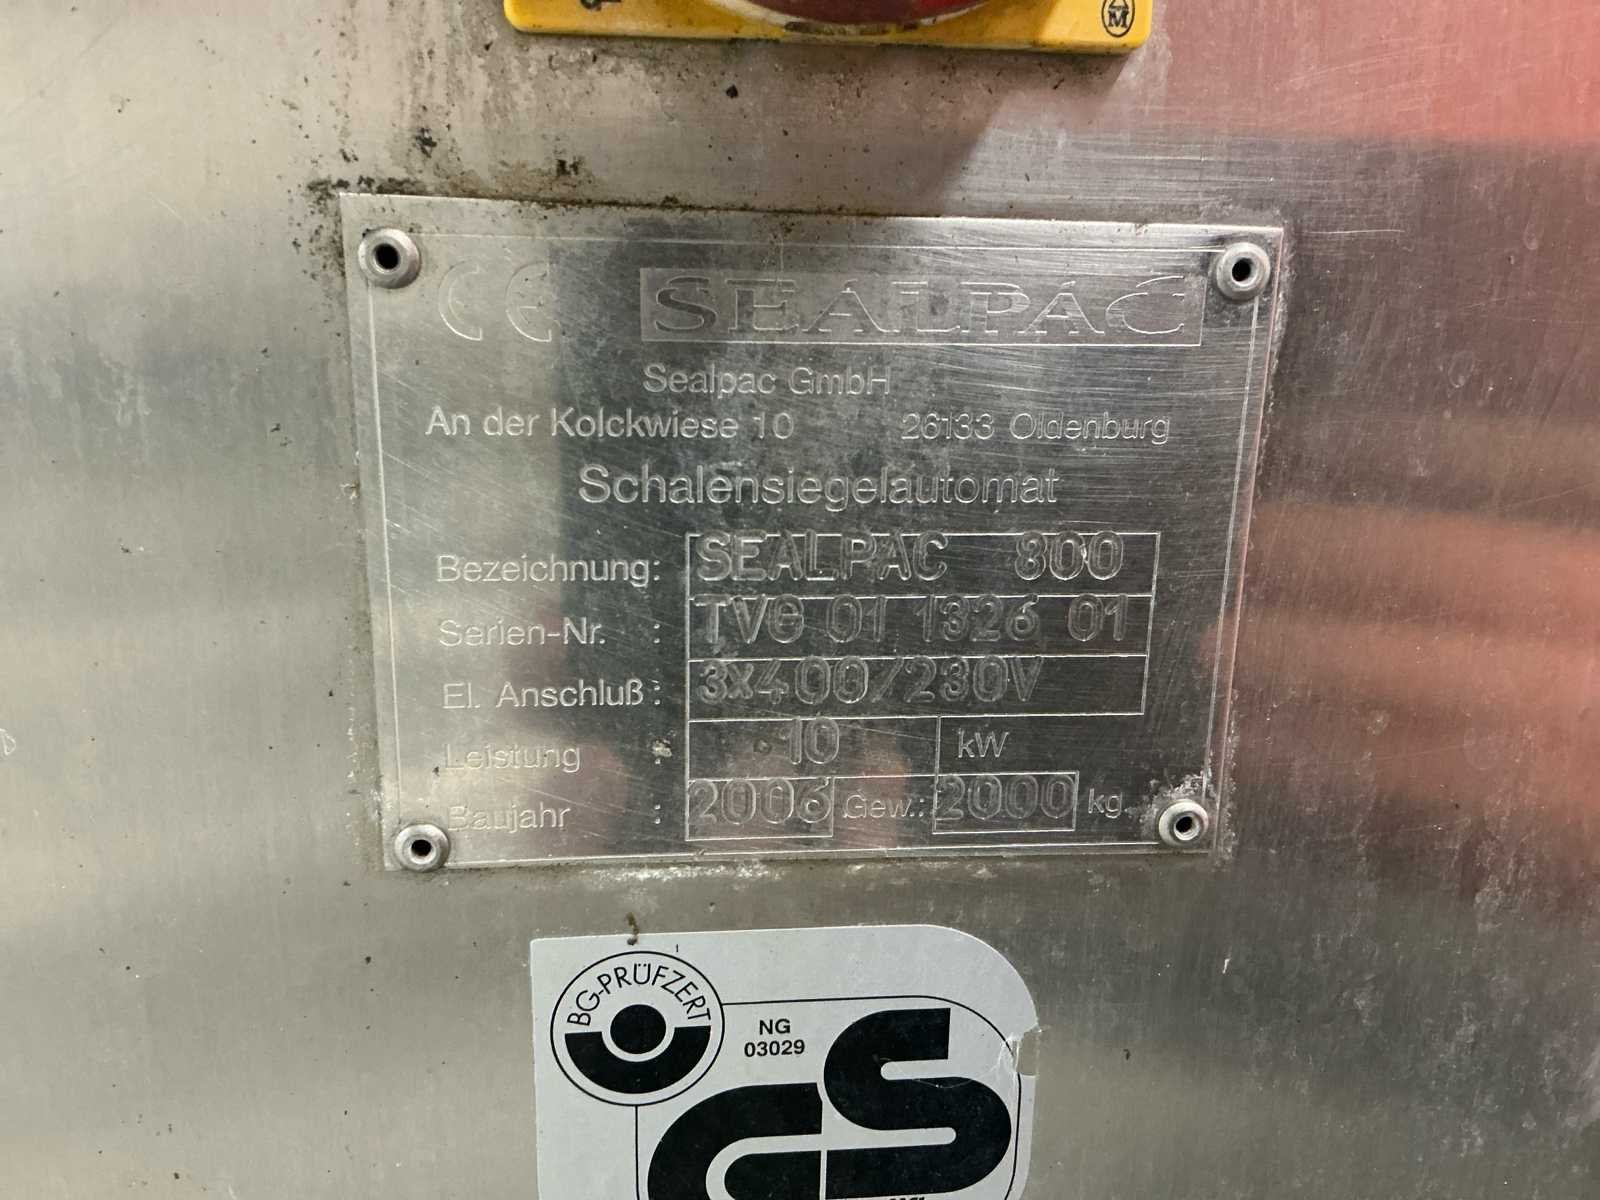 M
CE SEALPAC
Sealpac GmbH
An der Kolckwiese 10 26133 Oldenburg
Schalensiegelautomat
Bezeichnung: SEALPAC 800
Serien-Nr. : TVG 01 1326 01
El. Anschluß: 3x400/230V
Leistung : 10 kW
Baujahr : 2006 Gew.: 2000 kg
BG-PRÜFZERT
NG
03029
GS